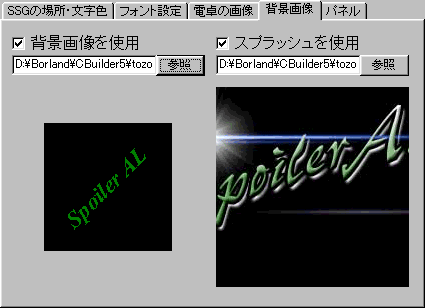 SSGの場所・文字色 フォント設定 電卓の画像 背景画像 パネル
背景画像を使用 スプラッシュを使用
D:¥Borland¥CBuilder5¥tozo 参照 D:¥Borland¥CBuilder5¥tozo 参照
Spoiler AL
poilerA